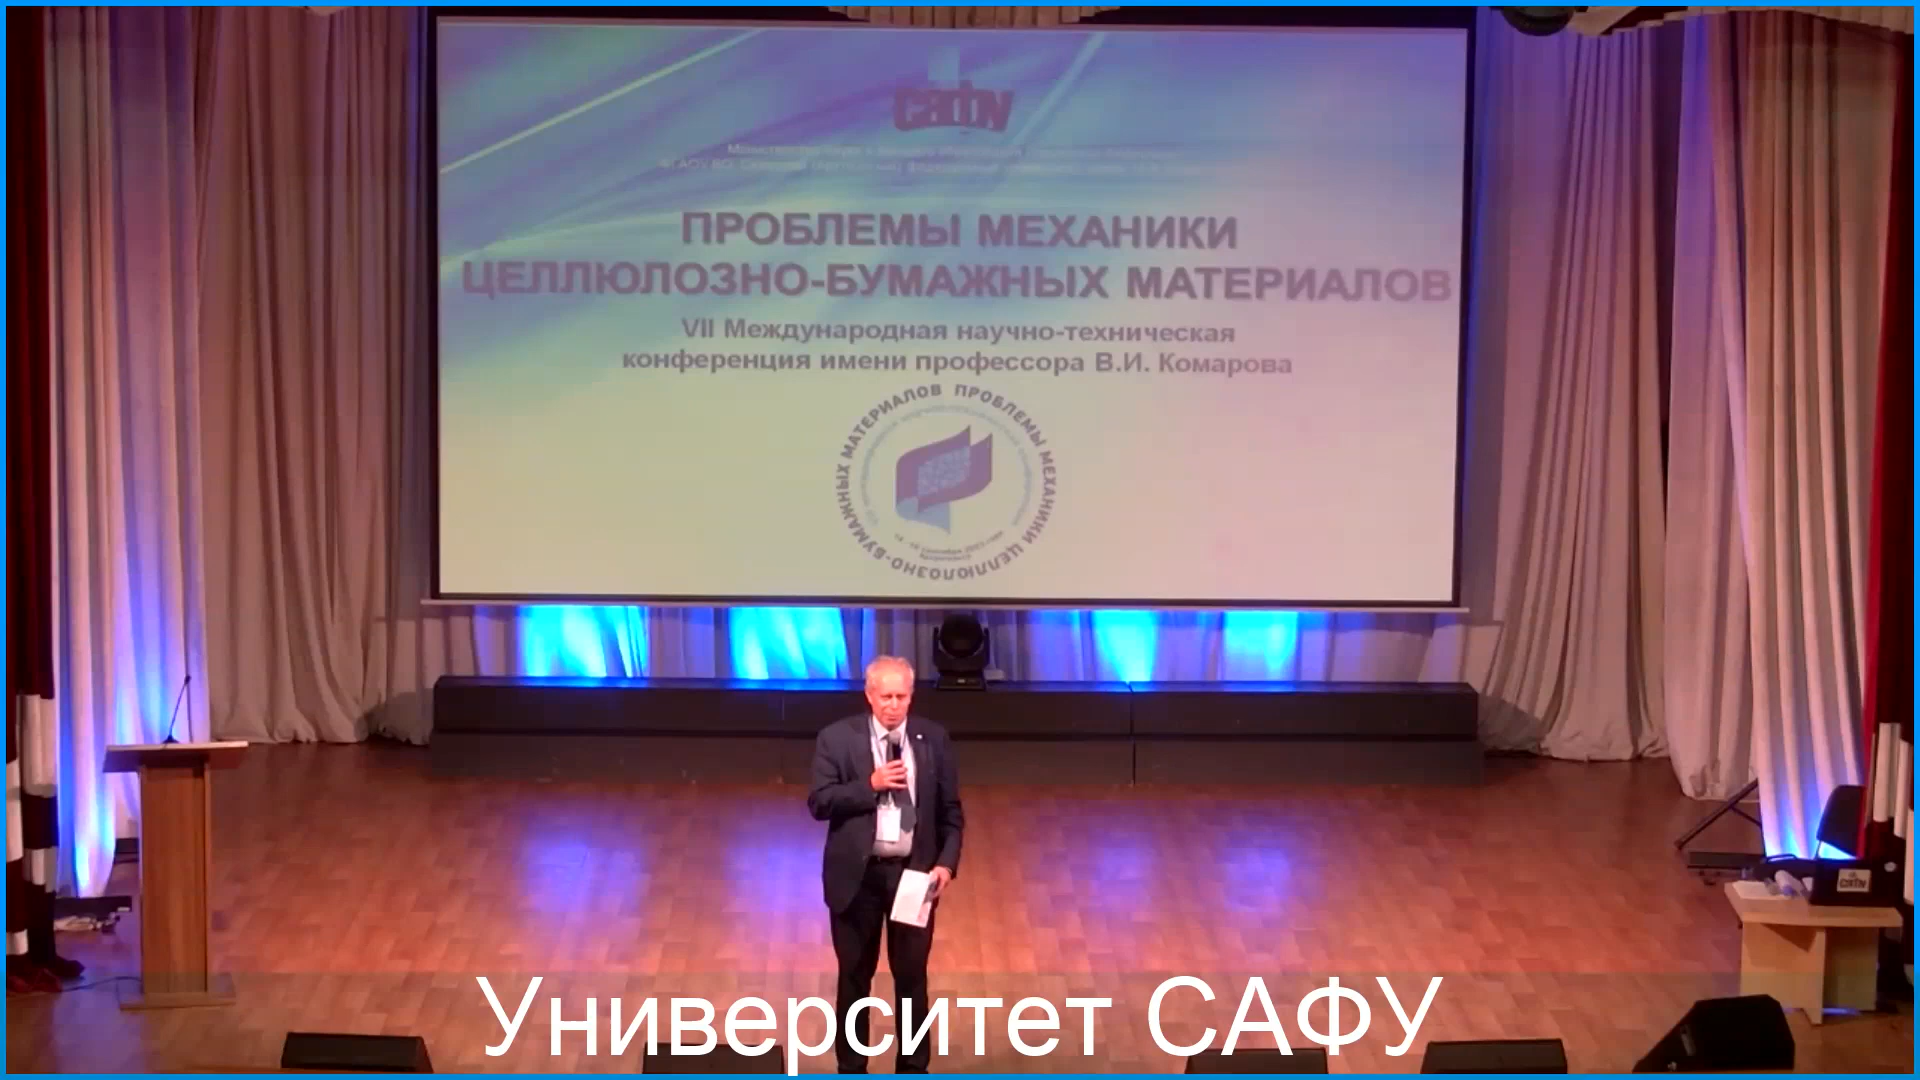 сафу
ПРОБЛЕМЫ МЕХАНИКИ
ЦЕЛЛЮЛОЗНО-БУМАЖНЫХ МАТЕРИАЛОВ
VII Международная научно-техническая
конференция имени профессора В.И. Комарова
ПРОБЛЕМЫ МЕХАНИКИ ЦЕЛЛЮЛОЗНО-БУМАЖНЫХ МАТЕРИАЛОВ
сафу
Университет САФУ